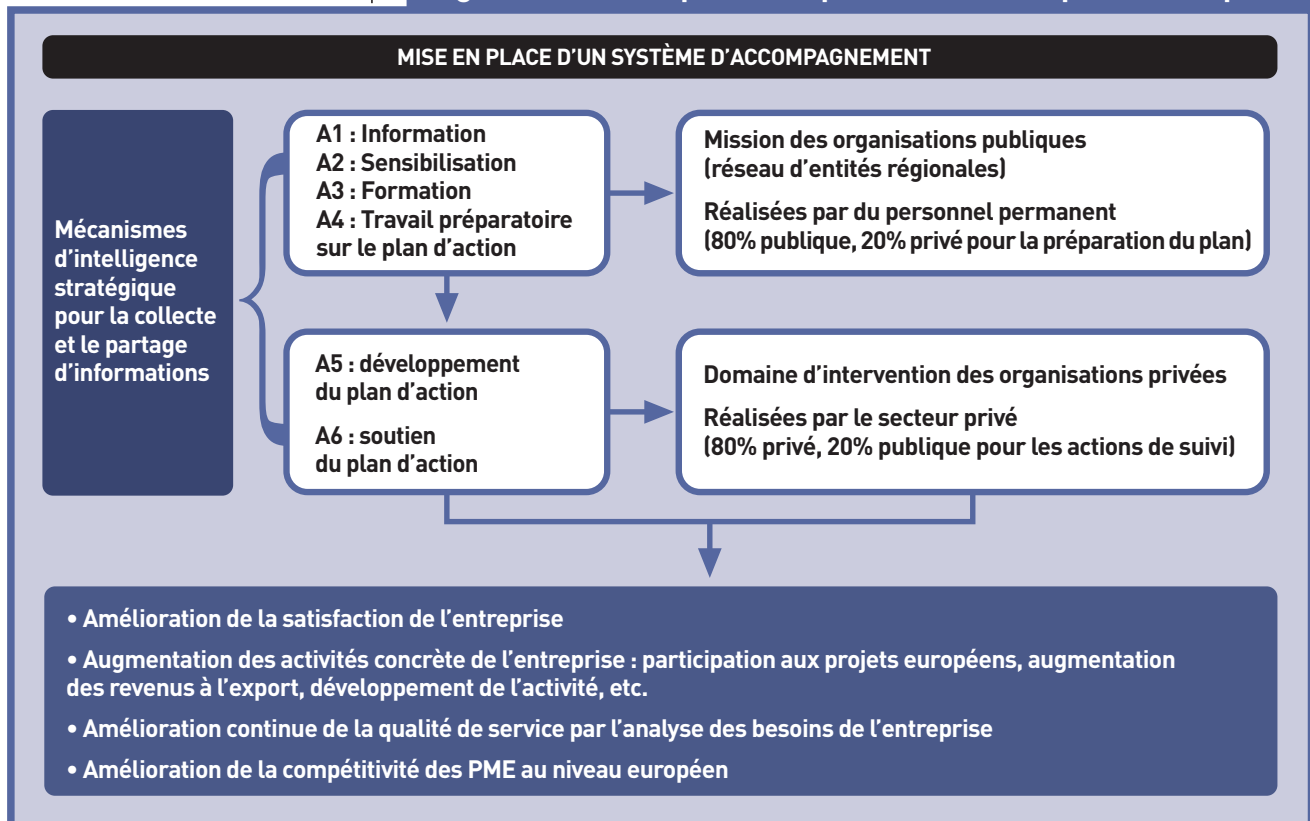 MISE EN PLACE D'UN SYSTÈME D'ACCOMPAGNEMENT
Mécanismes
d'intelligence
stratégique
pour la collecte
et le partage
d'informations
A1 : Information
A2 : Sensibilisation
A3 : Formation
A4 : Travail préparatoire
sur le plan d'action
Mission des organisations publiques
(réseau d'entités régionales)
Réalisées par du personnel permanent
(80% publique, 20% privé pour la préparation du plan)
A5 : développement
du plan d'action
A6 : soutien
du plan d'action
Domaine d'intervention des organisations privées
Réalisées par le secteur privé
(80% privé, 20% publique pour les actions de suivi)
• Amélioration de la satisfaction de l'entreprise
• Augmentation des activités concrète de l'entreprise : participation aux projets européens, augmentation
des revenus à l'export, développement de l'activité, etc.
• Amélioration continue de la qualité de service par l'analyse des besoins de l'entreprise
• Amélioration de la compétitivité des PME au niveau européen